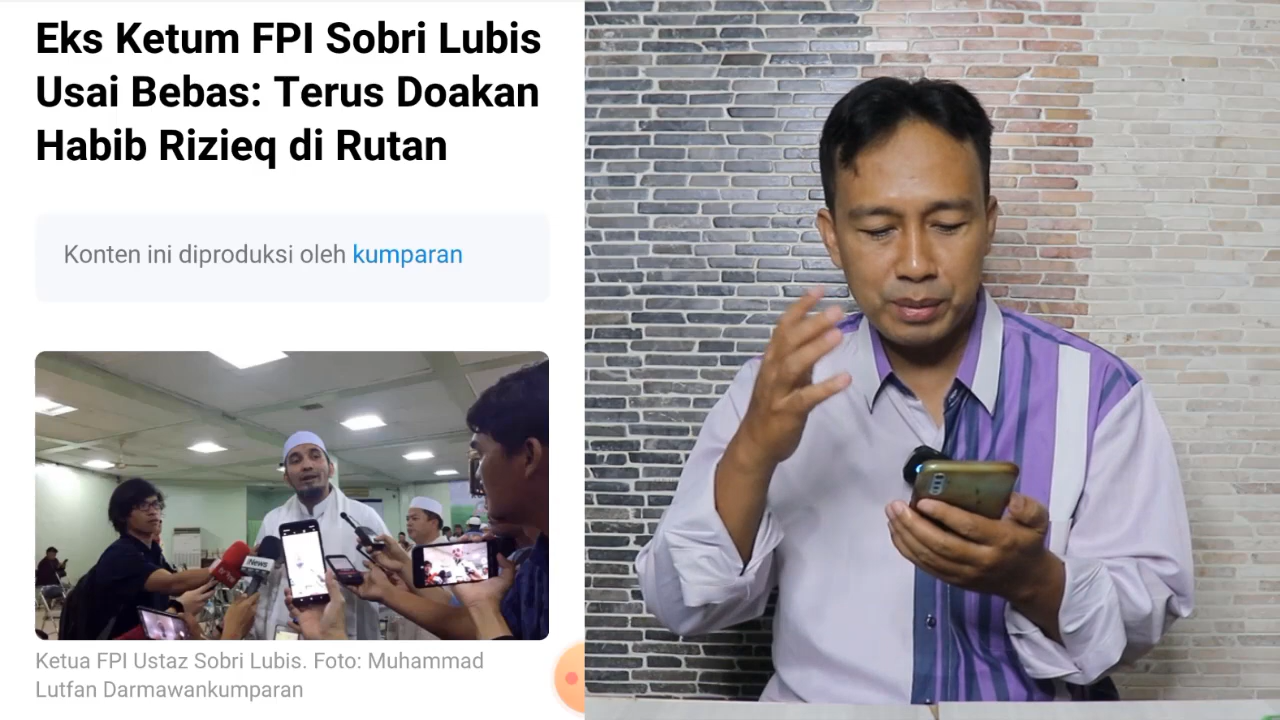 Eks Ketum FPI Sobri Lubis
Usai Bebas: Terus Doakan
Habib Rizieq di Rutan
Konten ini diproduksi oleh kumparan
iNews
Ketua FPI Ustaz Sobri Lubis. Foto: Muhammad
Lutfan Darmawankumparan